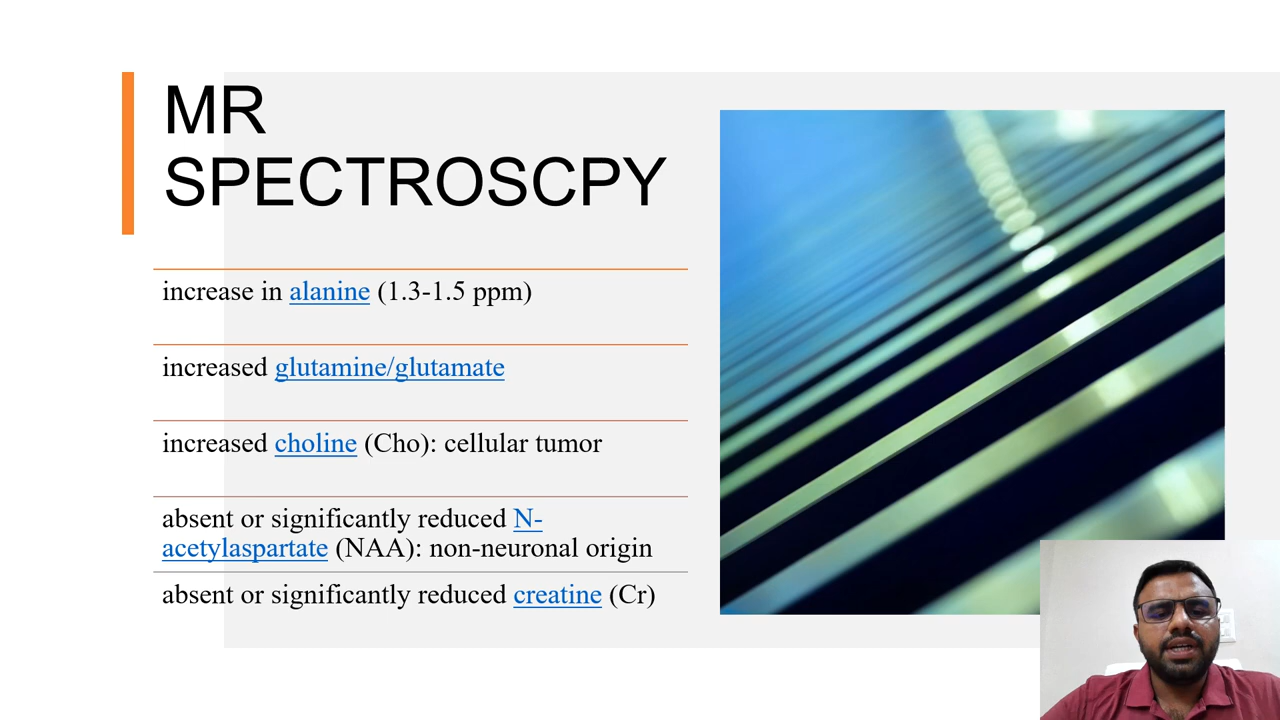 MR
SPECTROSCPY
increase in alanine (1.3-1.5 ppm)
increased glutamine/glutamate
increased choline (Cho): cellular tumor
absent or significantly reduced N-
acetylaspartate (NAA): non-neuronal origin
absent or significantly reduced creatine (Cr)